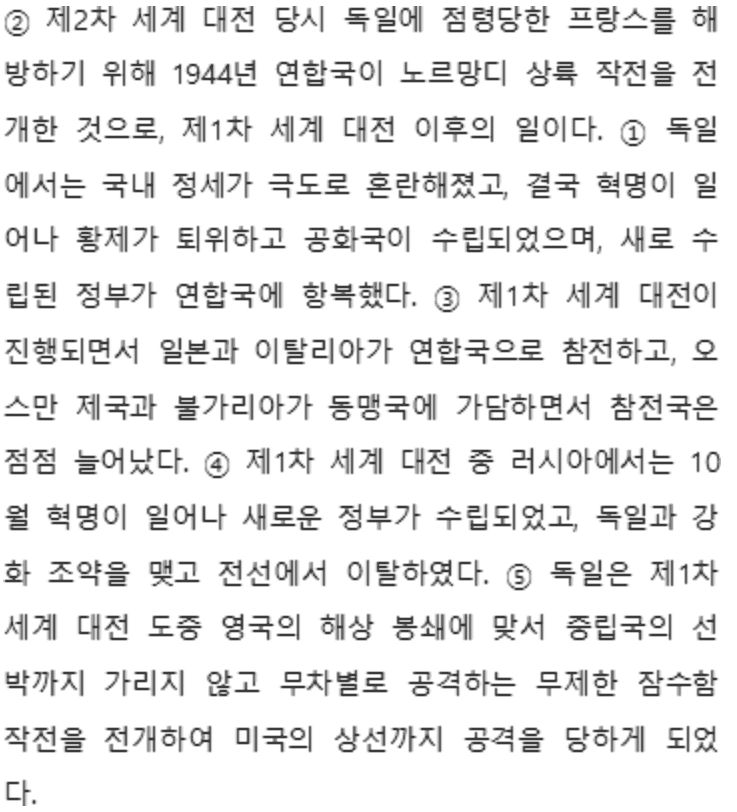 ② 제2차 세계 대전 당시 독일에 점령당한 프랑스를 해
방하기 위해 1944년 연합국이 노르망디 상륙 작전을 전
개한 것으로, 제1차 세계 대전 이후의 일이다. ① 독일
에서는 국내 정세가 극도로 혼란해졌고, 결국 혁명이 일
어나 황제가 퇴위하고 공화국이 수립되었으며, 새로 수
립된 정부가 연합국에 항복했다. ③ 제1차 세계 대전이
진행되면서 일본과 이탈리아가 연합국으로 참전하고, 오
스만 제국과 불가리아가 동맹국에 가담하면서 참전국은
점점 늘어났다. ④ 제1차 세계 대전 중 러시아에서는 10
월 혁명이 일어나 새로운 정부가 수립되었고, 독일과 강
화 조약을 맺고 전선에서 이탈하였다. ⑤ 독일은 제1차
세계 대전 도중 영국의 해상 봉쇄에 맞서 중립국의 선
박까지 가리지 않고 무차별로 공격하는 무제한 잠수함
작전을 전개하여 미국의 상선까지 공격을 당하게 되었
다.